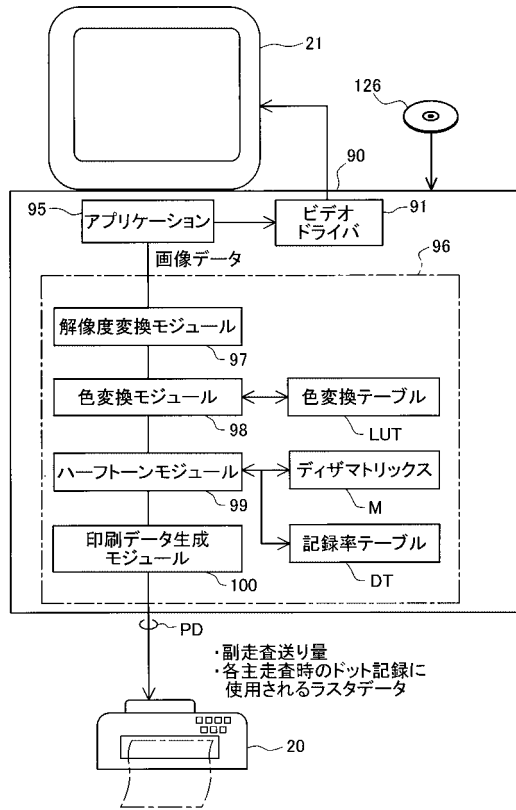 21
126
90
95
アプリケーション
ビデオ
ドライバ
91
画像データ
96
解像度変換モジュール
97
色変換モジュール
98
色変換テーブル
LUT
ハーフトーンモジュール
99
ディザマトリックス
M
印刷データ生成
モジュール
100
記録率テーブル
DT
PD
・副走査送り量
・各主走査時のドット記録に
使用されるラスタデータ
20